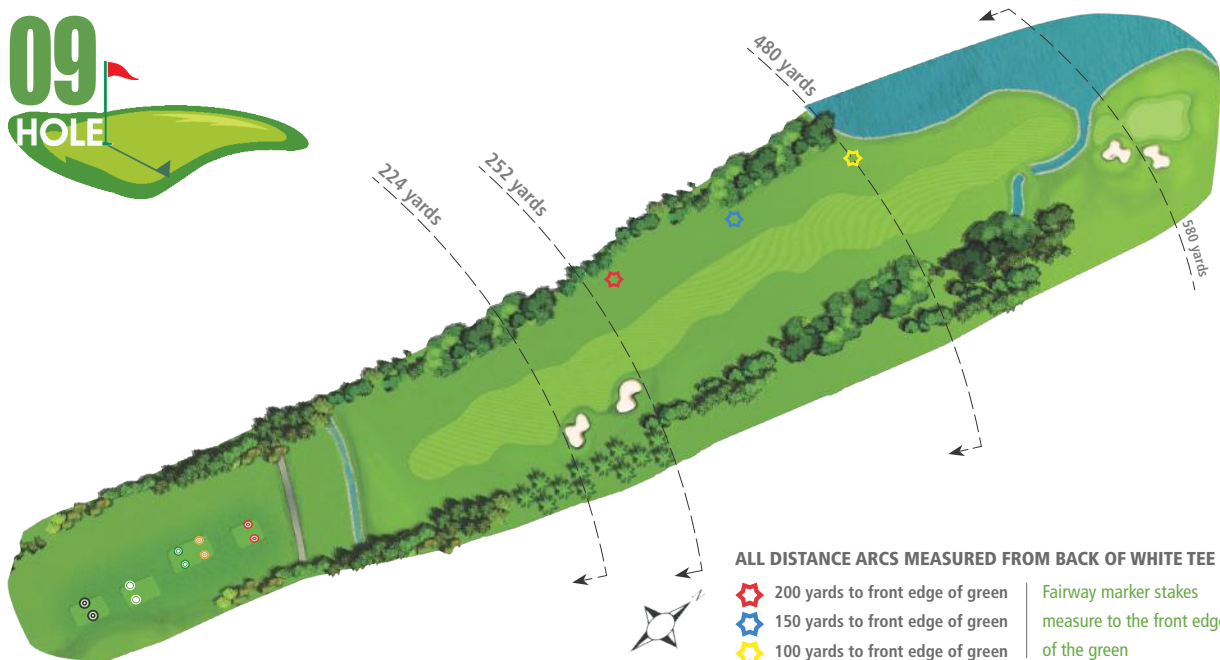 09
HOLE
224 yards
252 yards
480 yards
580 yards
N
ALL DISTANCE ARCS MEASURED FROM BACK OF WHITE TEE
200 yards to front edge of green
150 yards to front edge of green
100 yards to front edge of green
Fairway marker stakes
measure to the front edge
of the green